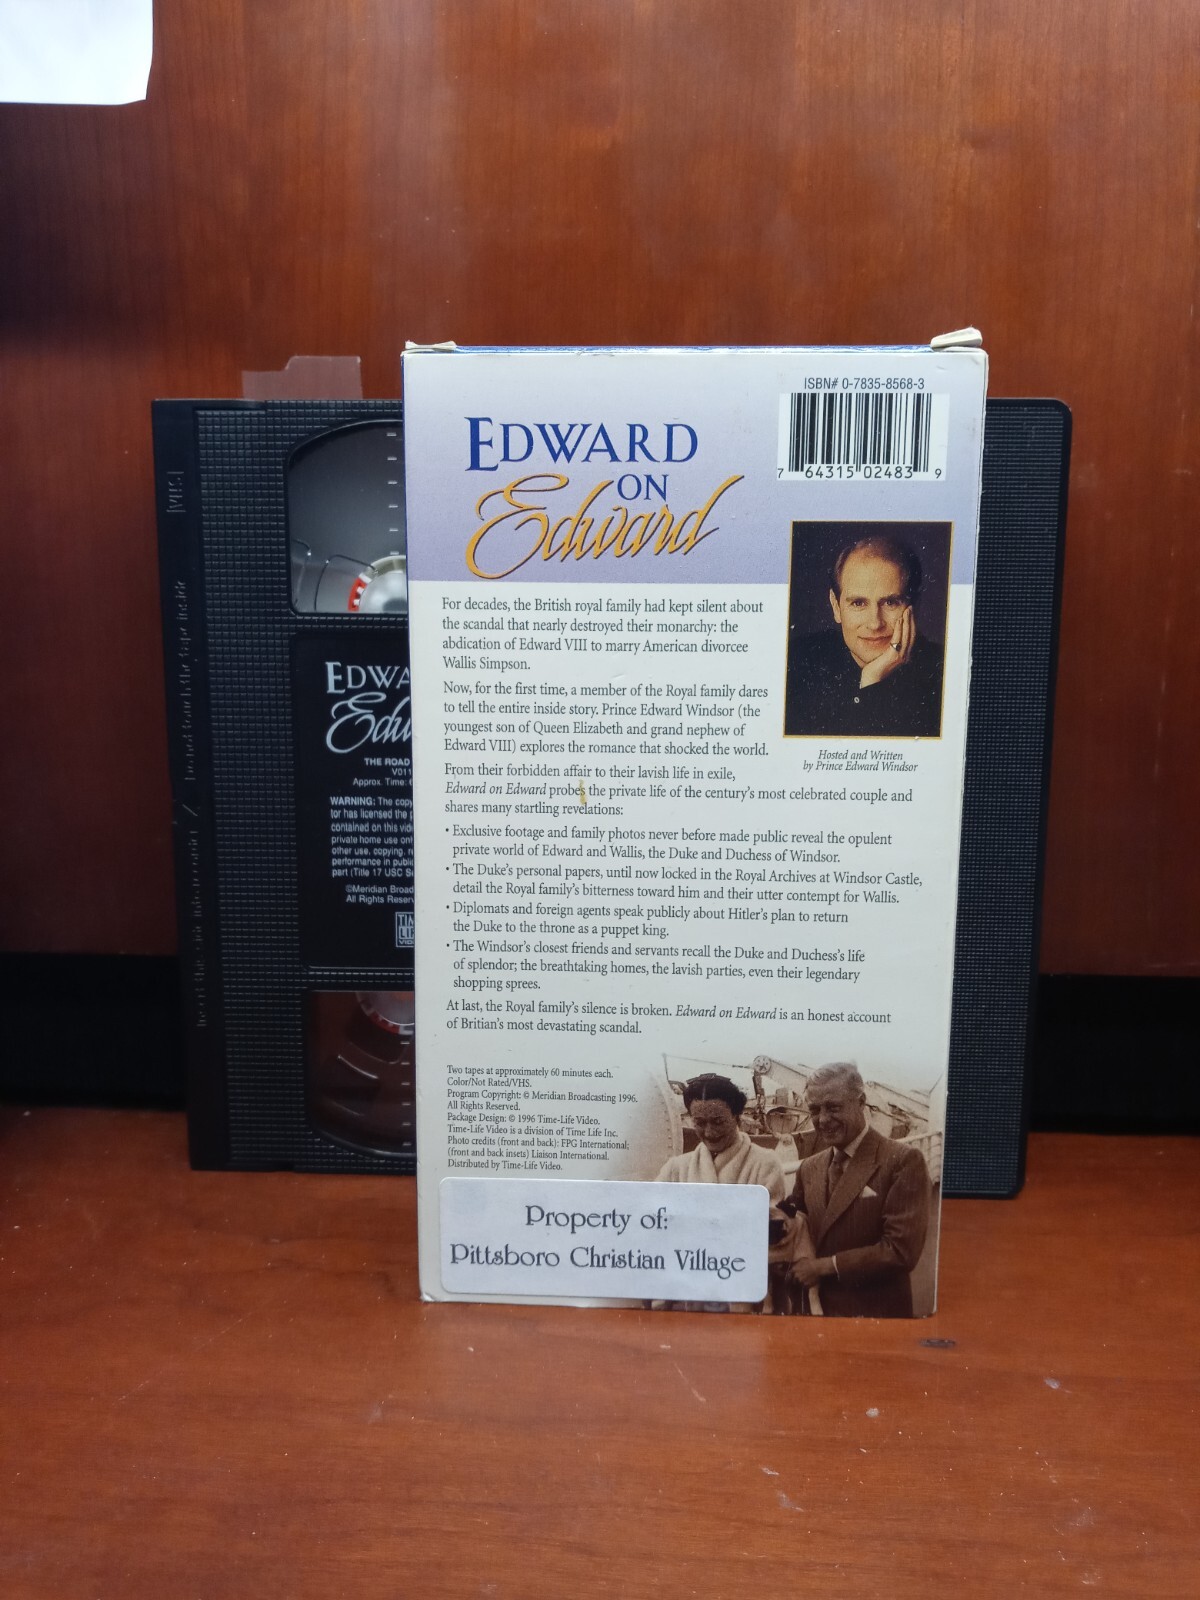 ISBN# 0-7835-8568-3
7 64315 02483 9
EDWARD
ON
Edward
For decades, the British royal family had kept silent about
the scandal that nearly destroyed their monarchy: the
abdication of Edward VIII to marry American divorcee
Wallis Simpson.
Now, for the first time, a member of the Royal family dares
to tell the entire inside story. Prince Edward Windsor (the
youngest son of Queen Elizabeth and grand nephew of
Edward VIII) explores the romance that shocked the world.
Hosted and Written
by Prince Edward Windsor
From their forbidden affair to their lavish life in exile,
Edward on Edward probes the private life of the century's most celebrated couple and
shares many startling revelations:
• Exclusive footage and family photos never before made public reveal the opulent
private world of Edward and Wallis, the Duke and Duchess of Windsor.
• The Duke's personal papers, until now locked in the Royal Archives at Windsor Castle,
detail the Royal family's bitterness toward him and their utter contempt for Wallis.
• Diplomats and foreign agents speak publicly about Hitler's plan to return
the Duke to the throne as a puppet king.
• The Windsor's closest friends and servants recall the Duke and Duchess's life
of splendor; the breathtaking homes, the lavish parties, even their legendary
shopping sprees.
At last, the Royal family's silence is broken. Edward on Edward is an honest account
of Britian's most devastating scandal.
Two tapes at approximately 60 minutes each.
Color/Not Rated/VHS.
Program Copyright: © Meridian Broadcasting 1996.
All Rights Reserved.
Package Design: © 1996 Time-Life Video.
Time-Life Video is a division of Time Life Inc.
Photo credits (front and back): FPG International;
(front and back insets) Liaison International.
Distributed by Time-Life Video.
Property of:
Pittsboro Christian Village
VHS
EDWA
Edw
THE ROAD
V011
Approx. Time: 6
WARNING: The copy
tor has licensed the p
contained on this vide
private home use on
other use, copying, r
performance in public
part (Title 17 USC Se
©Meridian Broad
All Rights Reserv
TIM
LIF
VIDE